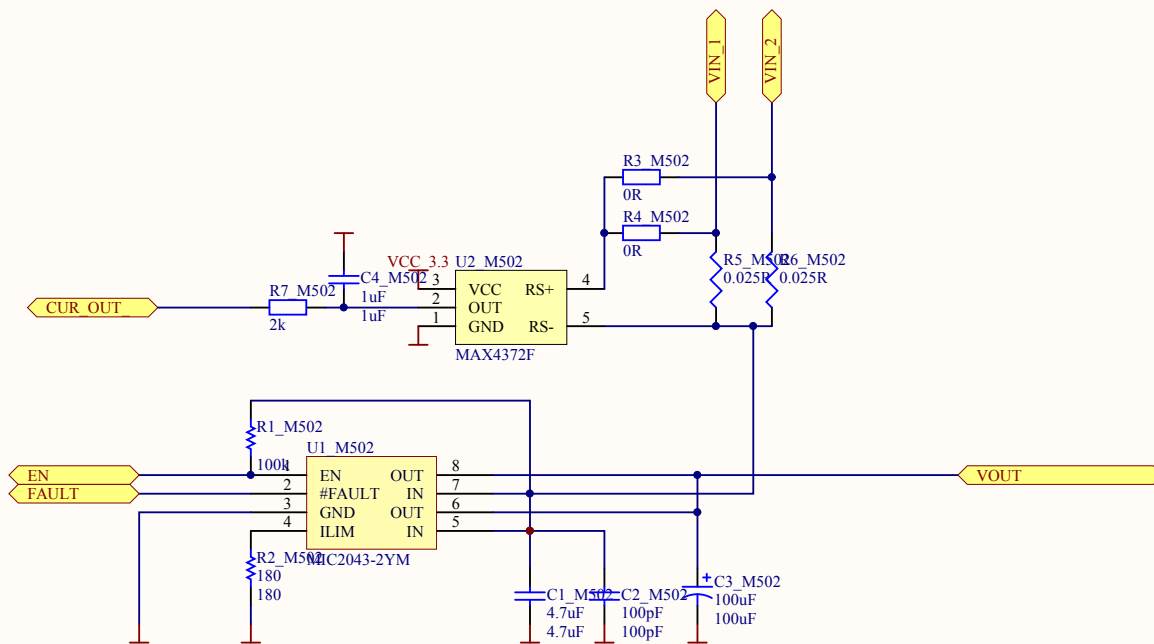 VIN_1
VIN_2
R3_M502
0R
R4_M502
0R
R5_M502
0.025R
R6_M502
0.025R
VCC_3.3
U2_M502
C4_M502
1uF
1uF
R7_M502
2k
CUR_OUT_
3 VCC RS+ 4
2 OUT
1 GND RS- 5
MAX4372F
R1_M502
100k
U1_M502
EN
FAULT
1 EN OUT 8
2 #FAULT IN 7
3 GND OUT 6
4 ILIM IN 5
VOUT
MIC2043-2YM
R2_M502
180
180
C1_M502
4.7uF
4.7uF
C2_M502
100pF
100pF
+
C3_M502
100uF
100uF